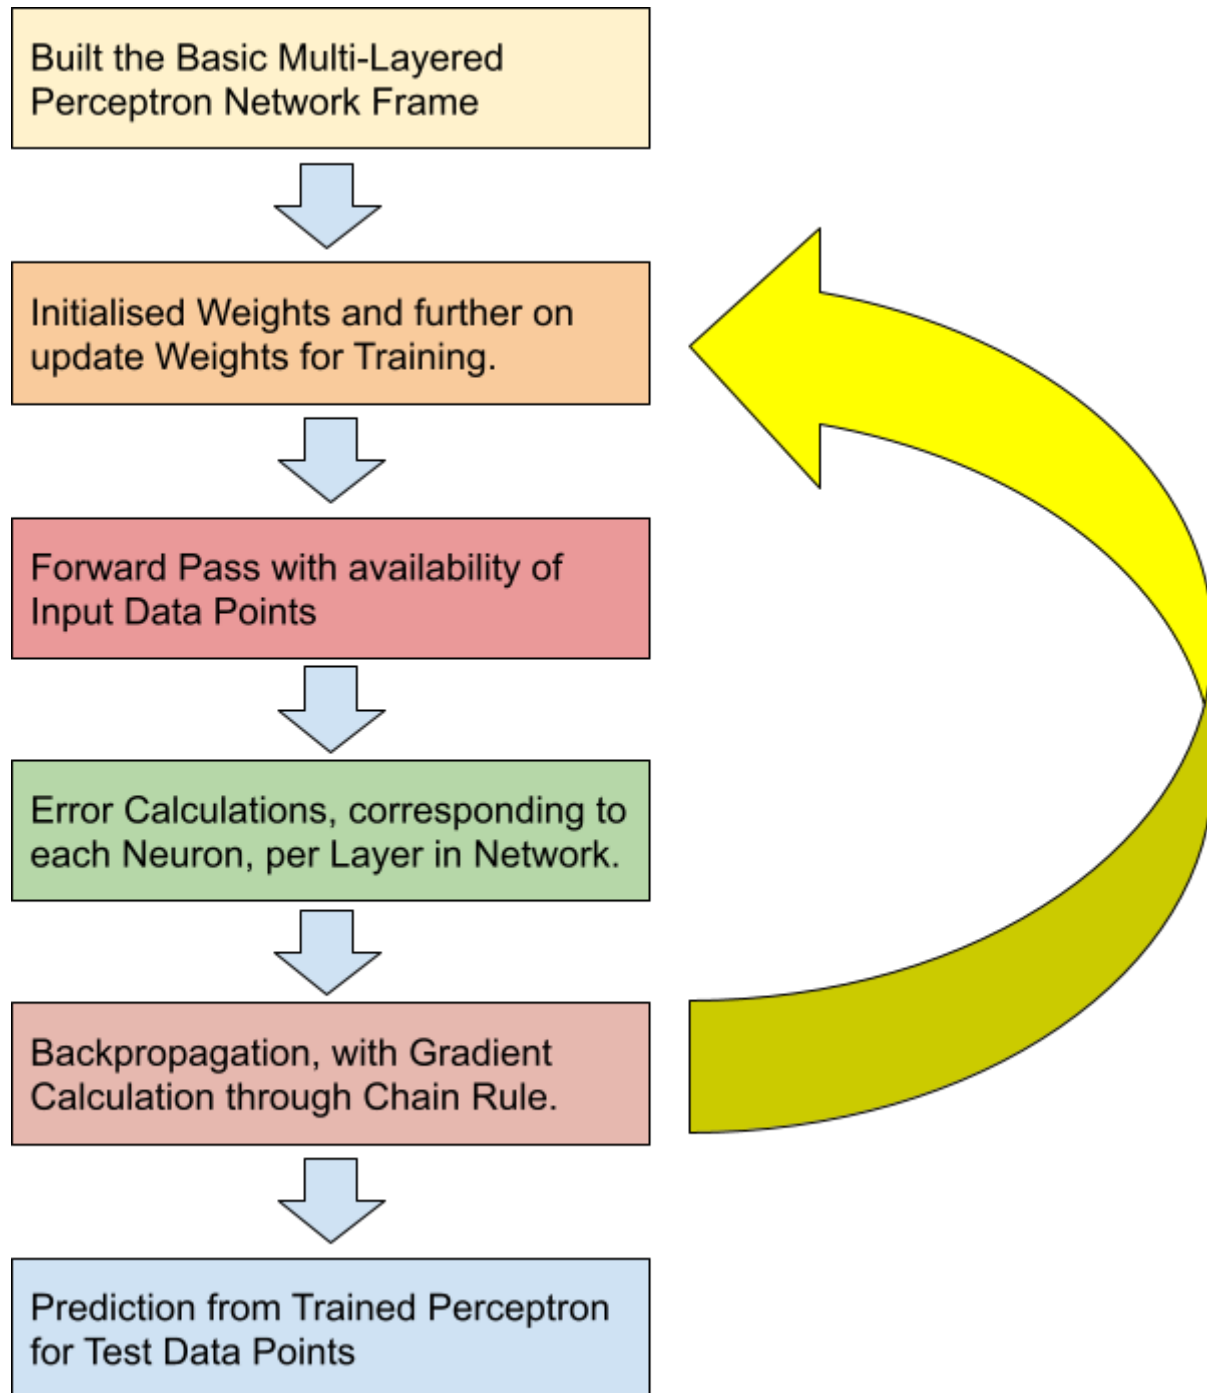 Built the Basic Multi-Layered
Perceptron Network Frame
Initialised Weights and further on
update Weights for Training.
Forward Pass with availability of
Input Data Points
Error Calculations, corresponding to
each Neuron, per Layer in Network.
Backpropagation, with Gradient
Calculation through Chain Rule.
Prediction from Trained Perceptron
for Test Data Points